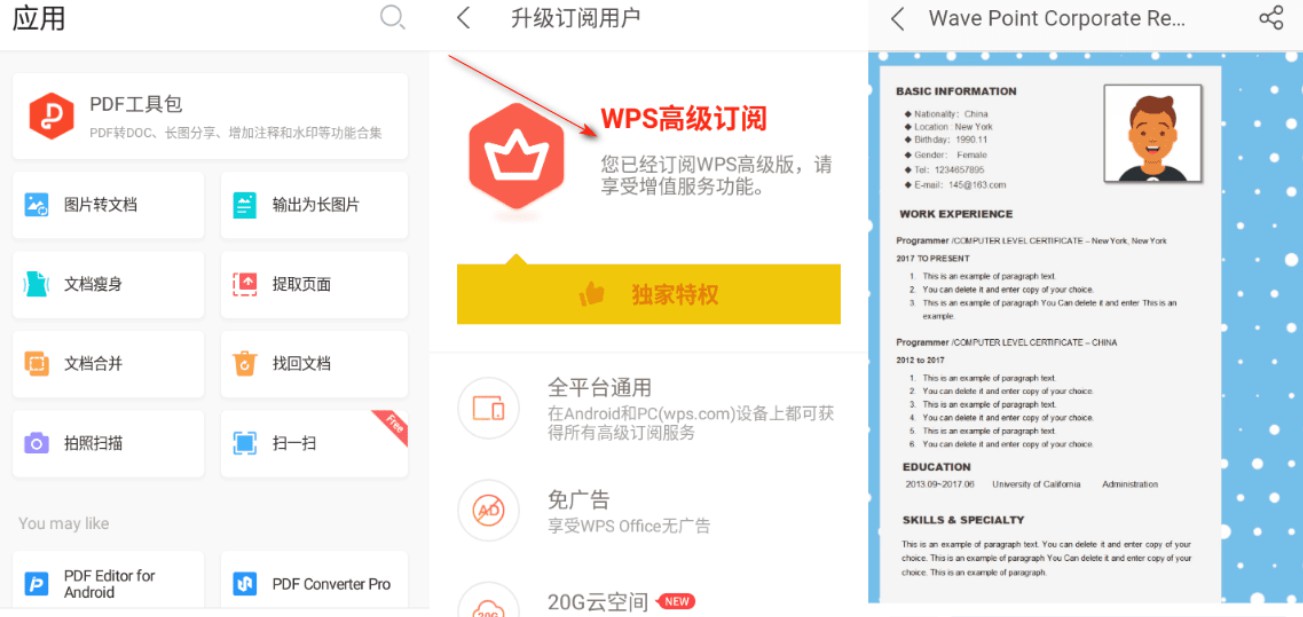 应用
PDF工具包
PDF转DOC、长图分享、增加注释和水印等功能合集
图片转文档
输出为长图片
文档瘦身
提取页面
文档合并
找回文档
拍照扫描
扫一扫
Free
You may like
PDF Editor for
Android
PDF Converter Pro
升级订阅用户
WPS高级订阅
您已经订阅WPS高级版，请
享受增值服务功能。
独家特权
全平台通用
在Android和PC(wps.com)设备上都可获
得所有高级订阅服务
AD
免广告
享受WPS Office无广告
20G
20G云空间 NEW
Wave Point Corporate Re...
BASIC INFORMATION
◆ Nationality: China
◆ Location: New York
◆ Birthday: 1990.11
◆ Gender: Female
◆ Tel: 1234657895
◆ E-mail: 145@163.com
WORK EXPERIENCE
Programmer /COMPUTER LEVEL CERTIFICATE – New York, New York
2017 TO PRESENT
1. This is an example of paragraph text.
2. You can delete it and enter copy of your choice.
3. This is an example of paragraph You Can delete it and enter This is an
example.
Programmer /COMPUTER LEVEL CERTIFICATE – CHINA
2012 to 2017
1. This is an example of paragraph text.
2. You can delete it and enter copy of your choice.
3. This is an example of paragraph text.
4. You can delete it and enter copy of your choice.
5. This is an example of paragraph text.
6. You can delete it and enter copy of your choice.
EDUCATION
2013.09~2017.06 University of California Administration
SKILLS & SPECIALTY
This is an example of paragraph text. You can delete it and enter copy of your
choice. This is an example of paragraph You Can delete it and enter copy of your
choice. This is an example of paragraph.